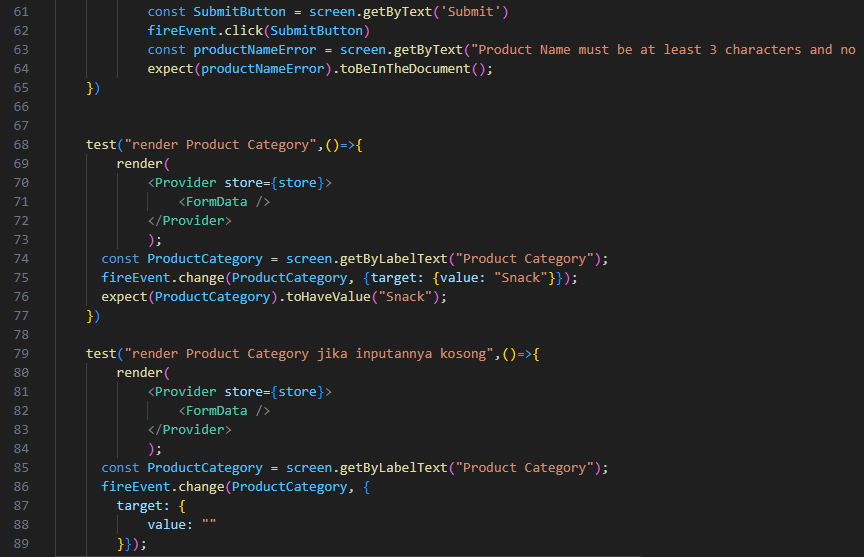 61 const SubmitButton = screen.getByText('Submit')
62 fireEvent.click(SubmitButton)
63 const productNameError = screen.getByText("Product Name must be at least 3 characters and no
64 expect(productNameError).toBeInTheDocument();
65 })
66
67
68 test("render Product Category",()=>{
69 render(
70 <Provider store={store}>
71 <FormData />
72 </Provider>
73 );
74 const ProductCategory = screen.getByLabelText("Product Category");
75 fireEvent.change(ProductCategory, {target: {value: "Snack"}});
76 expect(ProductCategory).toHaveValue("Snack");
77 })
78
79 test("render Product Category jika inputannya kosong",()=>{
80 render(
81 <Provider store={store}>
82 <FormData />
83 </Provider>
84 );
85 const ProductCategory = screen.getByLabelText("Product Category");
86 fireEvent.change(ProductCategory, {
87 target: {
88 value: ""
89 }});